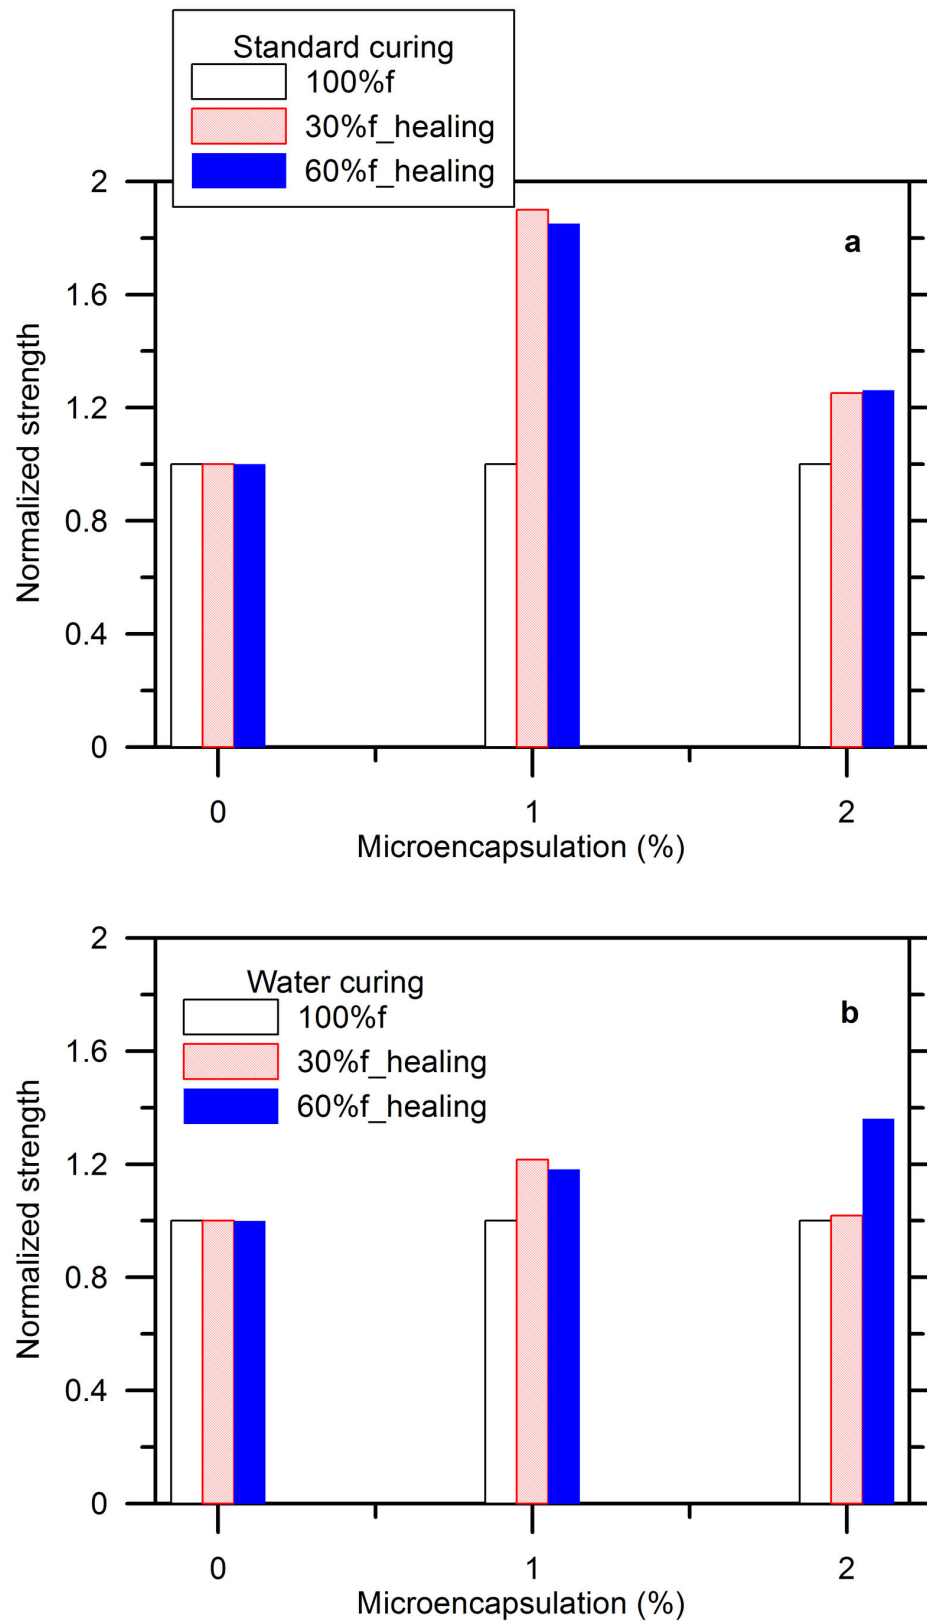 Standard curing
100%f
30%f_healing
60%f_healing
2
1.6
1.2
0.8
0.4
0
Normalized strength
a
0 1 2
Microencapsulation (%)
2
1.6
1.2
0.8
0.4
0
Normalized strength
Water curing
100%f
30%f_healing
60%f_healing
b
0 1 2
Microencapsulation (%)